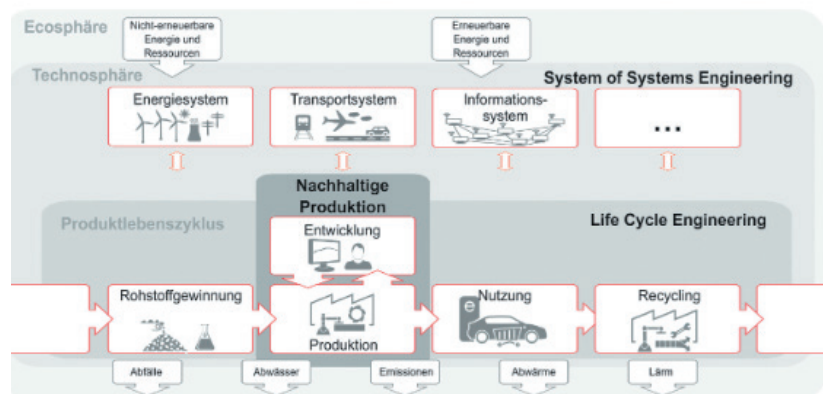 Ecosphäre
Nicht-erneuerbare
Energie und
Ressourcen
Erneuerbare
Energie und
Ressourcen
Technosphäre
System of Systems Engineering
Energiesystem
Transportsystem
Informations-
system
...
Nachhaltige
Produktion
Produktlebenszyklus
Life Cycle Engineering
Entwicklung
Rohstoffgewinnung
Produktion
Nutzung
e
Recycling
Abfälle
Abwässer
Emissionen
Abwärme
Lärm